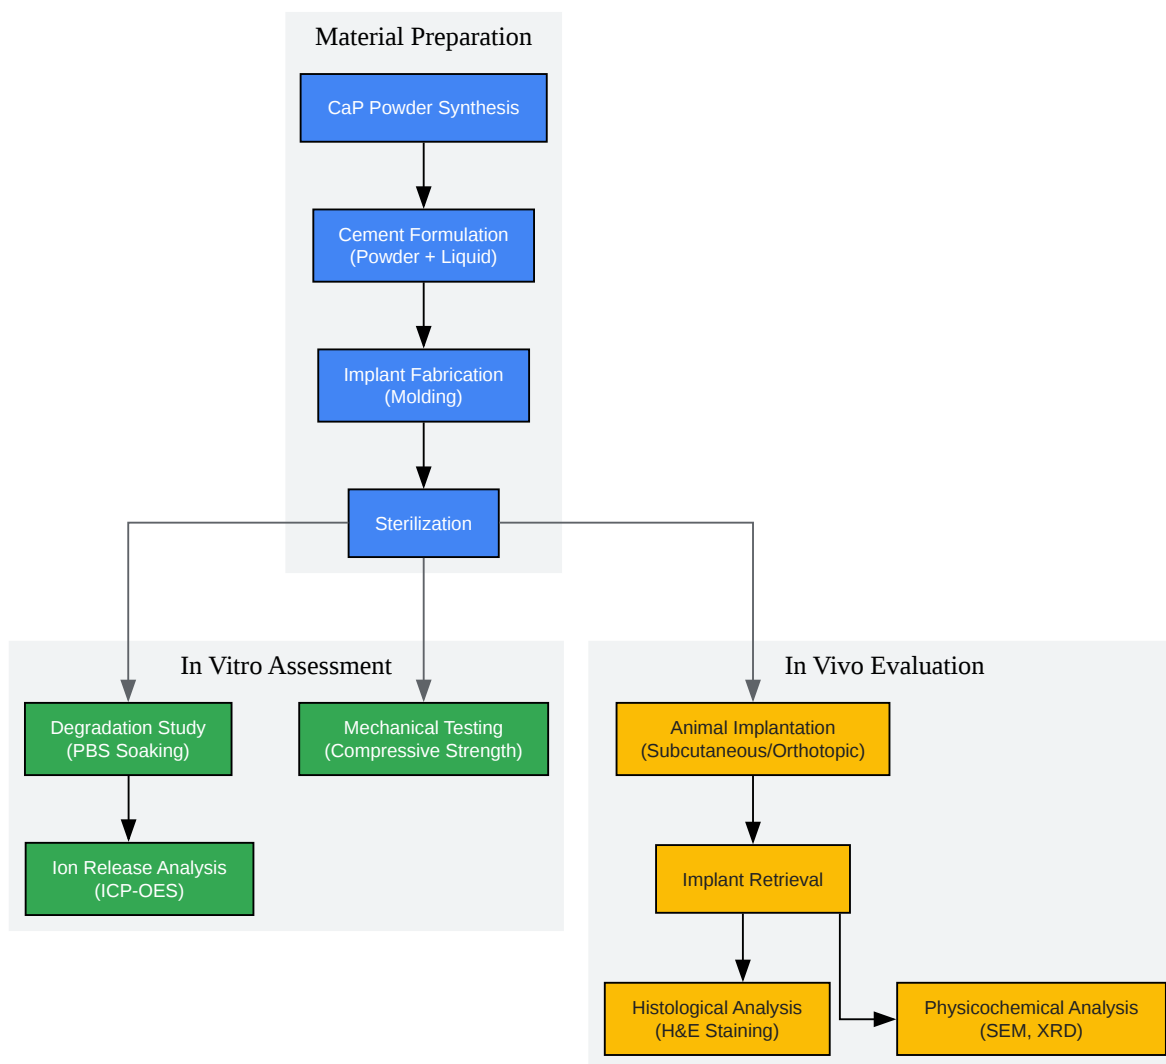 Material Preparation
CaP Powder Synthesis
Cement Formulation
(Powder + Liquid)
Implant Fabrication
(Molding)
Sterilization
In Vitro Assessment
Degradation Study
(PBS Soaking)
Mechanical Testing
(Compressive Strength)
Ion Release Analysis
(ICP-OES)
In Vivo Evaluation
Animal Implantation
(Subcutaneous/Orthotopic)
Implant Retrieval
Histological Analysis
(H&E Staining)
Physicochemical Analysis
(SEM, XRD)